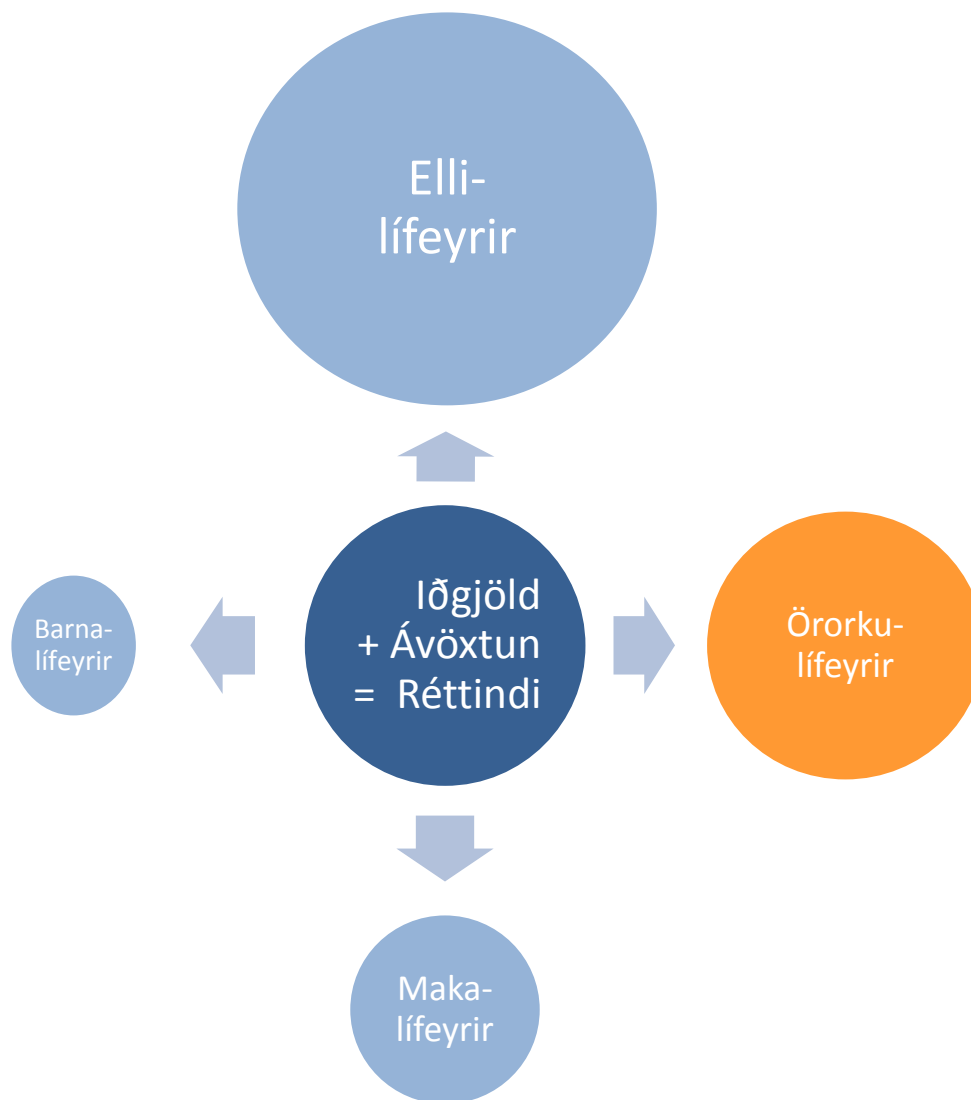 Elli-
lífeyrir
Barna-
lífeyrir
Iðgjöld
+ Ávöxtun
= Réttindi
Örorku-
lífeyrir
Maka-
lífeyrir